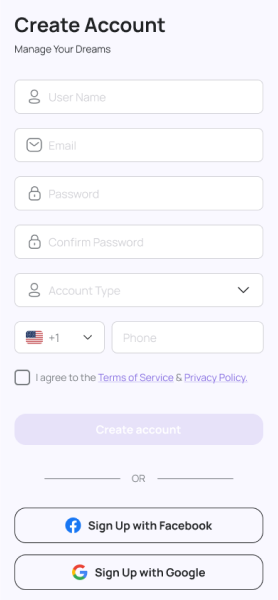 Create Account
Manage Your Dreams
User Name
Email
Password
Confirm Password
Account Type
+1
Phone
I agree to the Terms of Service & Privacy Policy.
Create account
OR
Sign Up with Facebook
Sign Up with Google